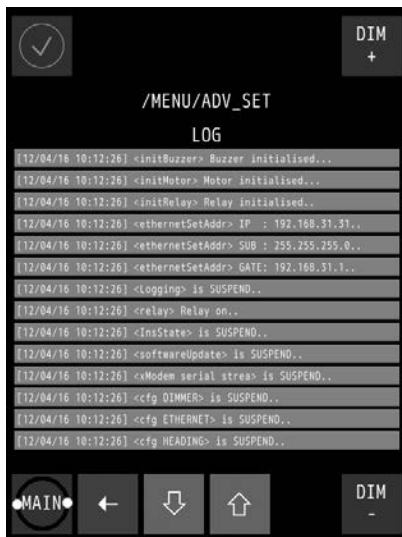 DIM
+
/MENU/ADV_SET
LOG
[12/04/16 10:12:26] <initBuzzer> Buzzer initialised...
[12/04/16 10:12:26] <initMotor> Motor initialised...
[12/04/16 10:12:26] <initRelay> Relay initialised..
[12/04/16 10:12:26] <ethernetSetAddr> IP : 192.168.31.31..
[12/04/16 10:12:26] <ethernetSetAddr> SUB : 255.255.255.0..
[12/04/16 10:12:26] <ethernetSetAddr> GATE: 192.168.31.1..
[12/04/16 10:12:26] <Logging> is SUSPEND..
[12/04/16 10:12:26] <relay> Relay on..
[12/04/16 10:12:26] <InsState> is SUSPEND..
[12/04/16 10:12:26] <softwareUpdate> is SUSPEND..
[12/04/16 10:12:26] <xModem serial strea> is SUSPEND..
[12/04/16 10:12:26] <cfg DIMMER> is SUSPEND..
[12/04/16 10:12:26] <cfg ETHERNET> is SUSPEND..
[12/04/16 10:12:26] <cfg HEADING> is SUSPEND..
MAIN
DIM
-